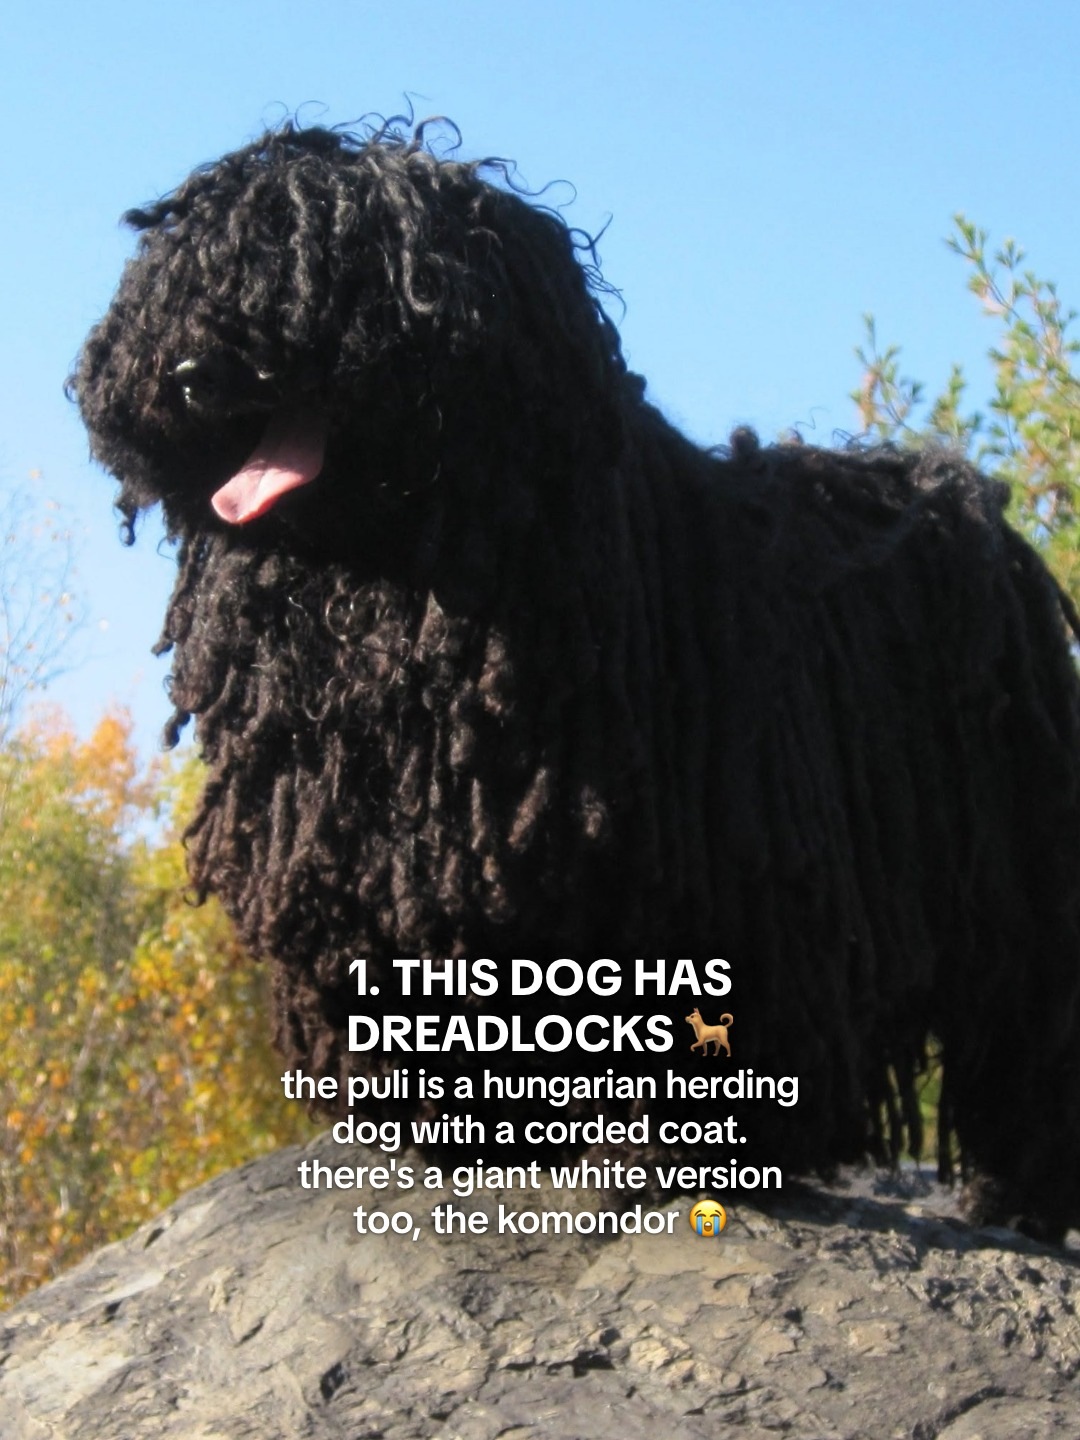 1. THIS DOG HAS
DREADLOCKS 🐕
the puli is a hungarian herding
dog with a corded coat.
there's a giant white version
too, the komondor 😭